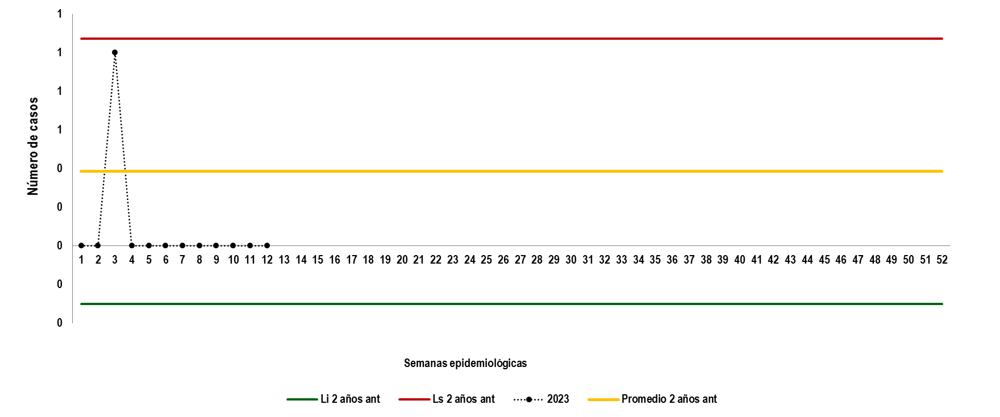 1
1
1
1
0
0
0
0
0
Número de casos
1 2 3 4 5 6 7 8 9 10 11 12 13 14 15 16 17 18 19 20 21 22 23 24 25 26 27 28 29 30 31 32 33 34 35 36 37 38 39 40 41 42 43 44 45 46 47 48 49 50 51 52
Semanas epidemiológicas
Li 2 años ant Ls 2 años ant 2023 Promedio 2 años ant